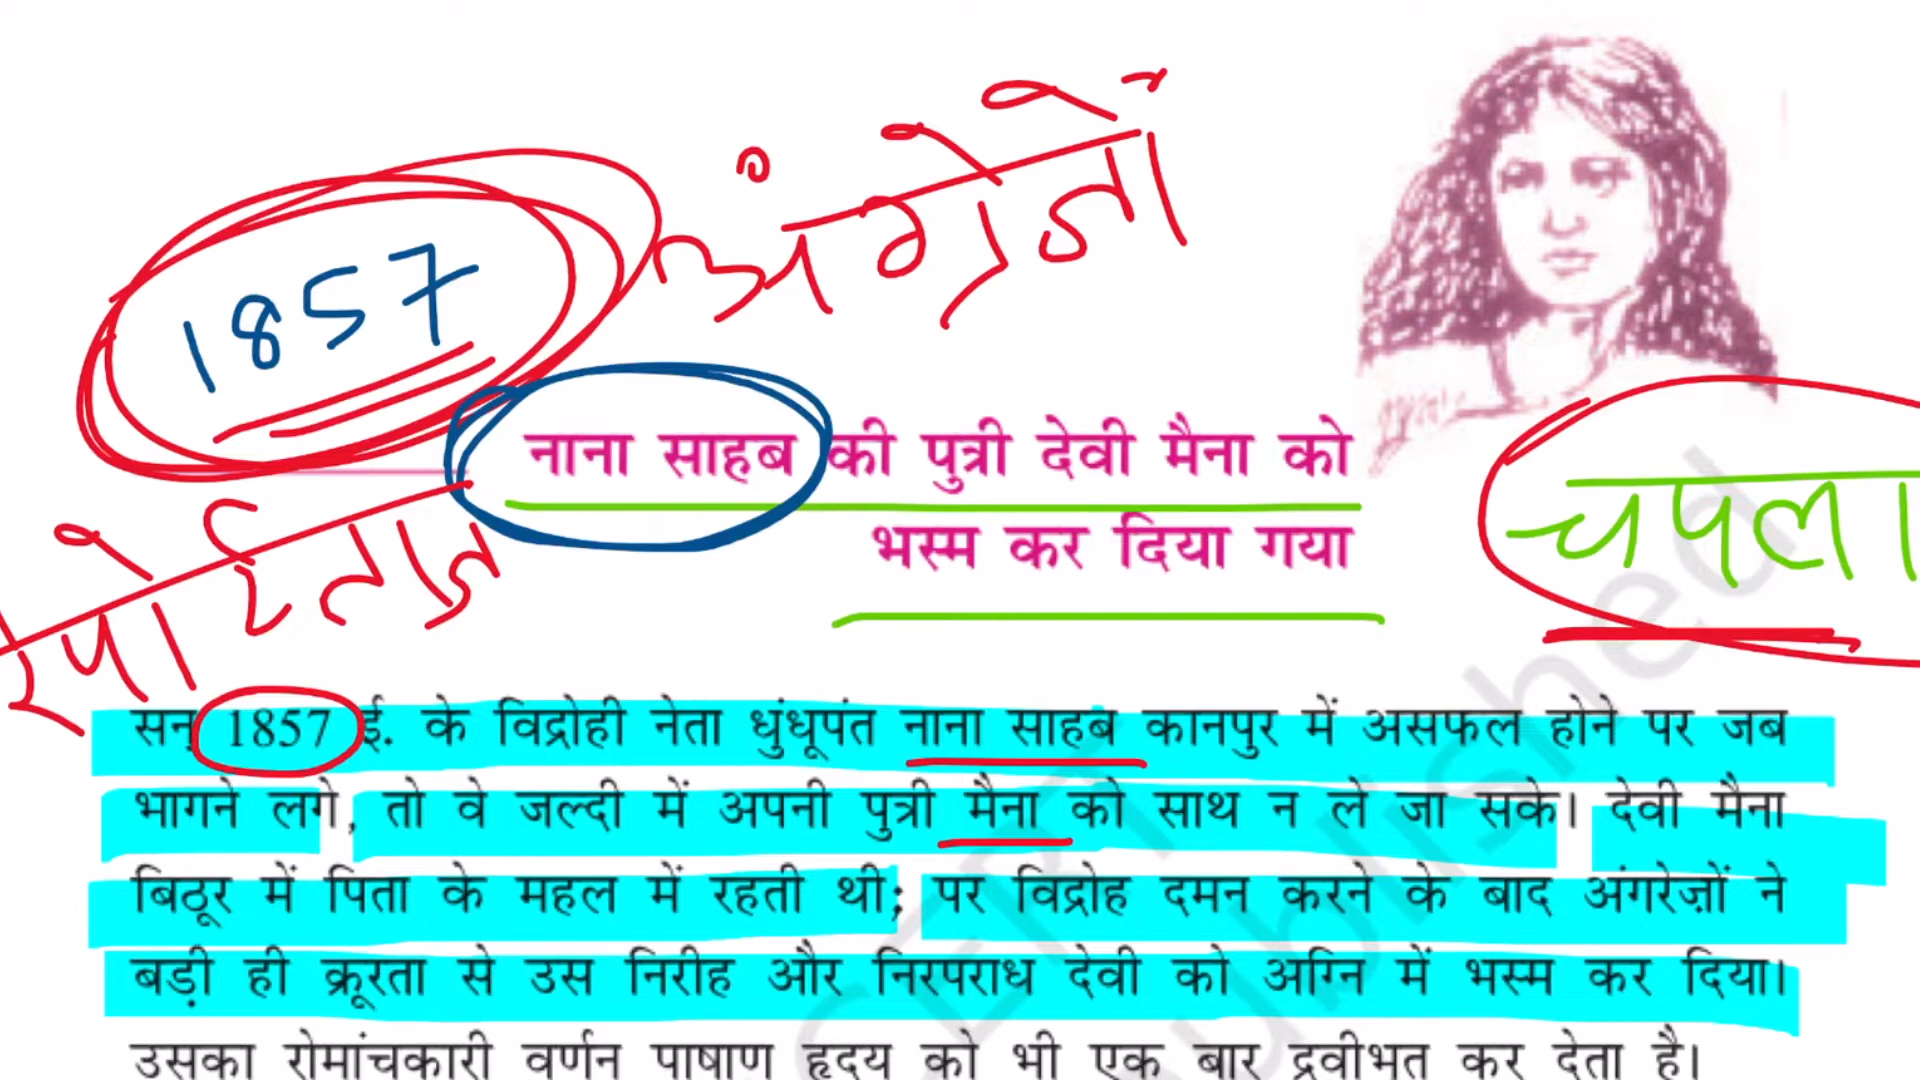 अंग्रेजों
1857
नाना साहब की पुत्री देवी मैना को
चपला
भस्म कर दिया गया
रिपोर्ताज
सन् 1857 ई. के विद्रोही नेता धुंधूपंत नाना साहब कानपुर में असफल होने पर जब
भागने लगे, तो वे जल्दी में अपनी पुत्री मैना को साथ न ले जा सके। देवी मैना
बिठूर में पिता के महल में रहती थी; पर विद्रोह दमन करने के बाद अंगरेज़ों ने
बड़ी ही क्रूरता से उस निरीह और निरपराध देवी को अग्नि में भस्म कर दिया।
उसका रोमांचकारी वर्णन पाषाण हृदय को भी एक बार द्रवीभूत कर देता है।